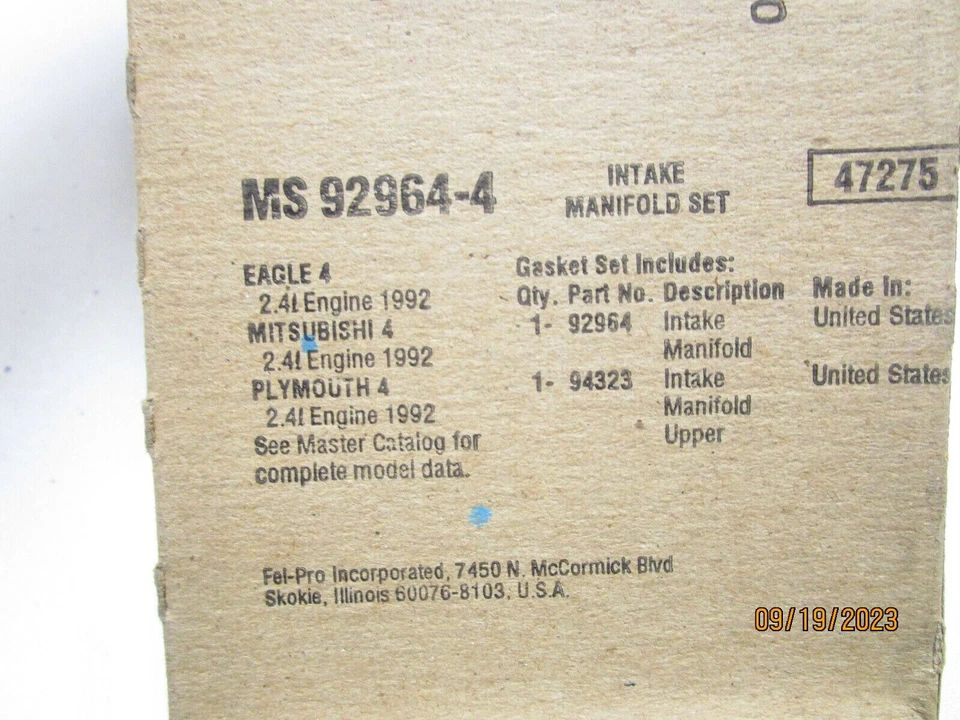 0
MS 92964-4
INTAKE
MANIFOLD SET
47275
EAGLE 4
2.4l Engine 1992
MITSUBISHI 4
2.4l Engine 1992
PLYMOUTH 4
2.4l Engine 1992
See Master Catalog for
complete model data.
Gasket Set Includes:
Qty. Part No. Description
1- 92964 Intake
Manifold
1- 94323 Intake
Manifold
Upper
Made In:
United States
United States
Fel-Pro Incorporated, 7450 N. McCormick Blvd
Skokie, Illinois 60076-8103, U.S.A.
09/19/2023